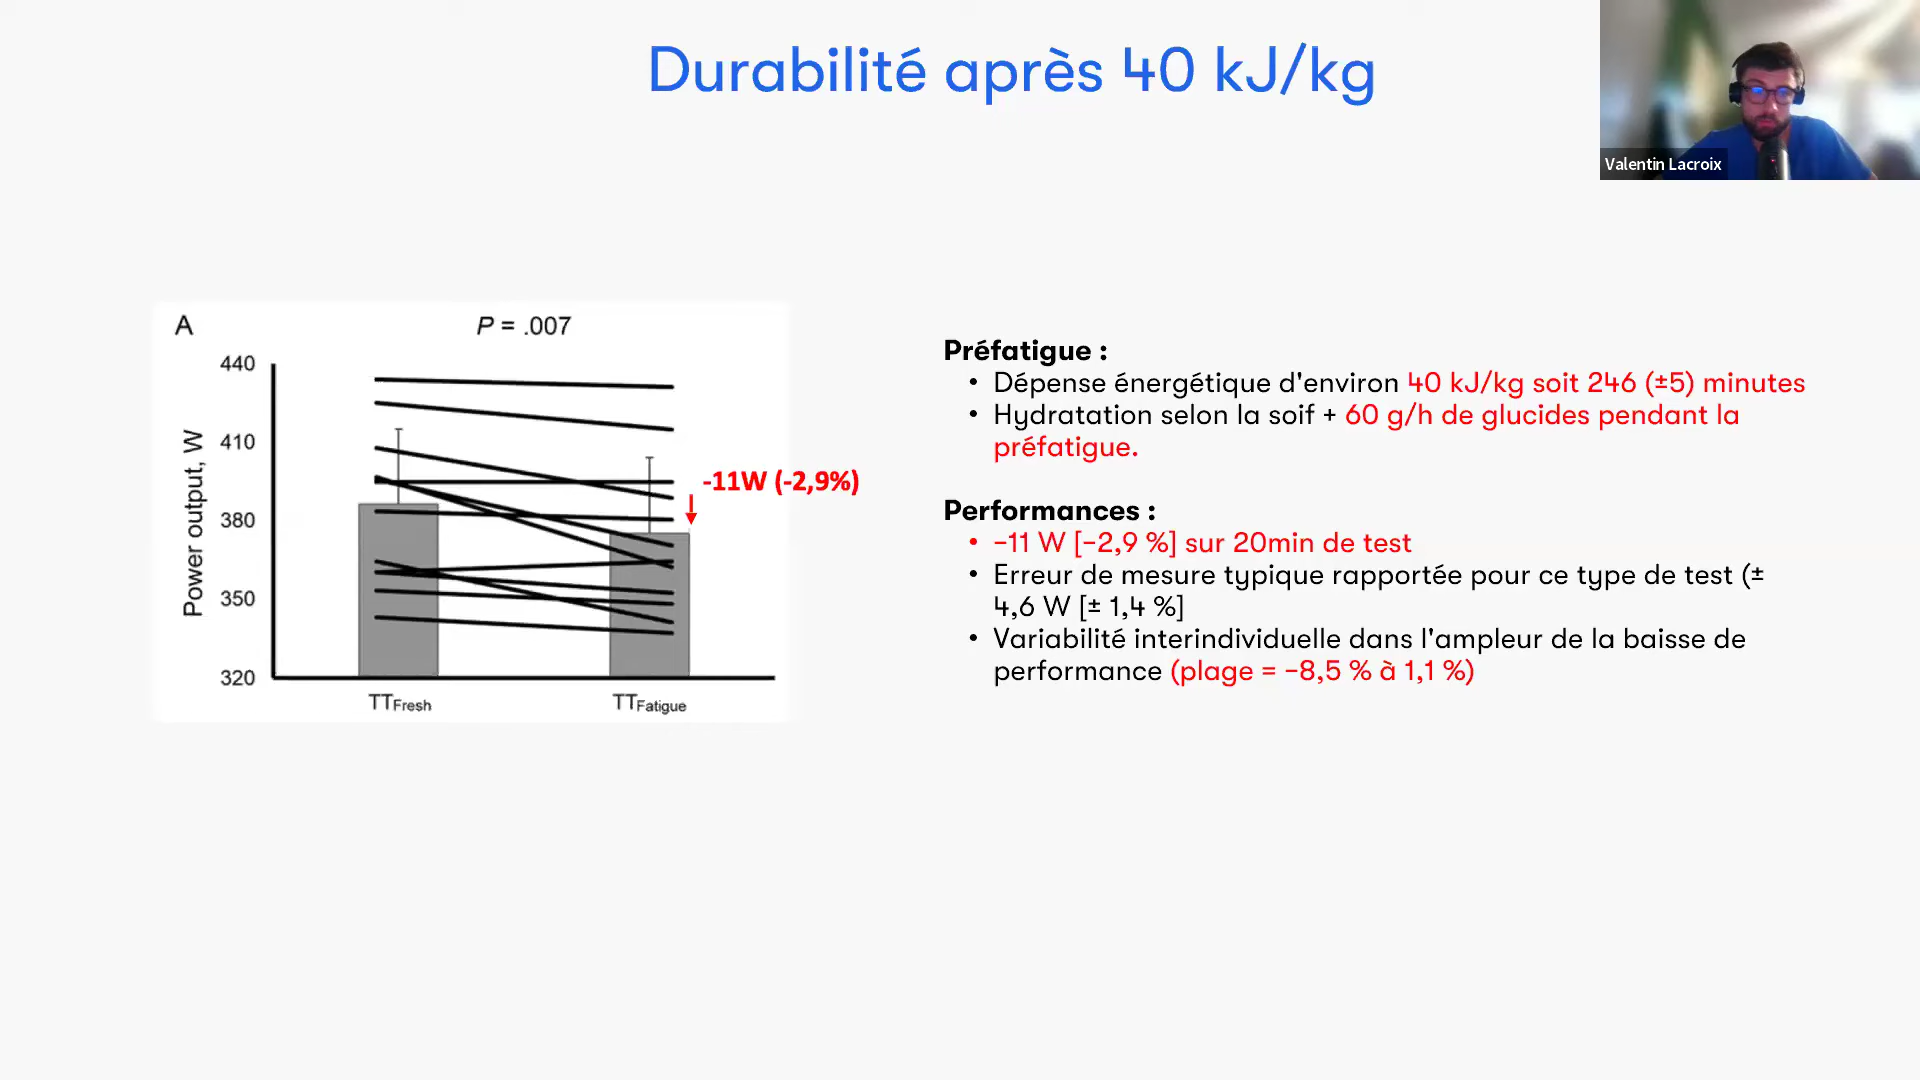 Durabilité après 40 kJ/kg
Valentin Lacroix
A
P = .007
440
410
380
350
320
Power output, W
-11W (-2,9%)
TTFresh
TTFatigue
Préfatigue :
• Dépense énergétique d'environ 40 kJ/kg soit 246 (±5) minutes
• Hydratation selon la soif + 60 g/h de glucides pendant la
préfatigue.
Performances :
• −11 W [−2,9 %] sur 20min de test
• Erreur de mesure typique rapportée pour ce type de test (±
4,6 W [± 1,4 %]
• Variabilité interindividuelle dans l'ampleur de la baisse de
performance (plage = −8,5 % à 1,1 %)